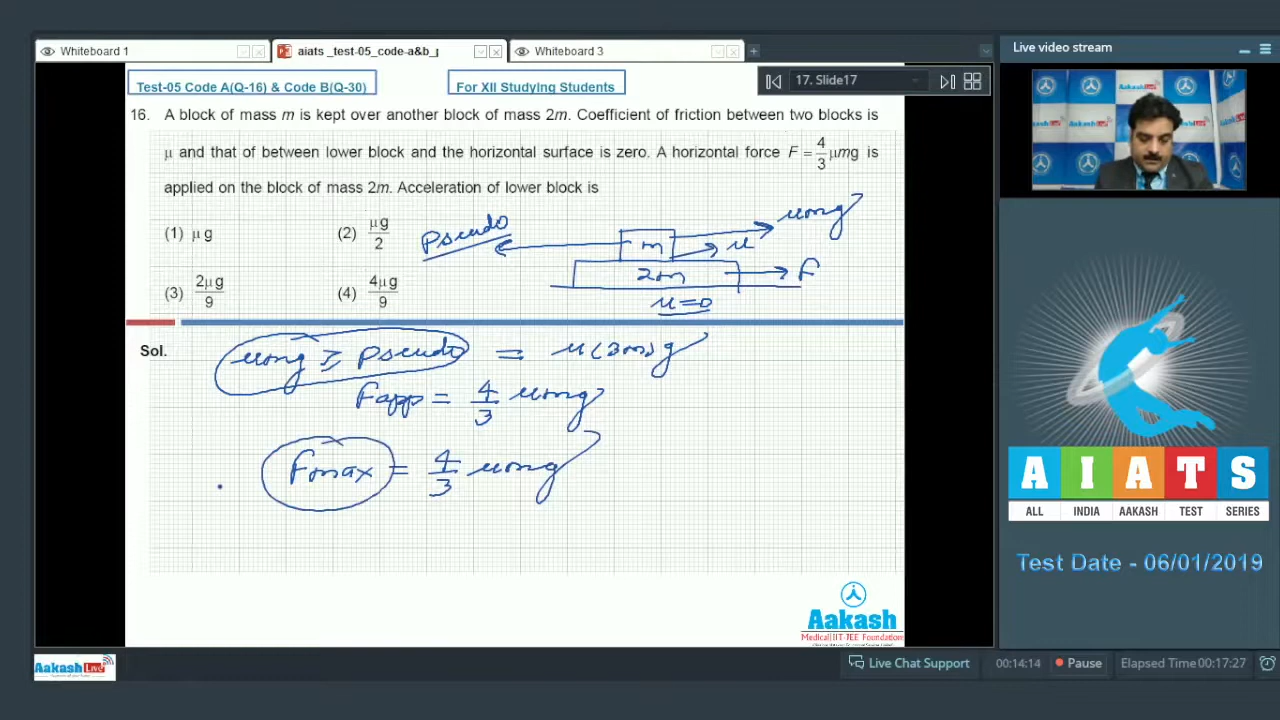 Whiteboard 1
aiats _test-05_code-a&b_p
Whiteboard 3
Live video stream
Test-05 Code A(Q-16) & Code B(Q-30)
For XII Studying Students
17. Slide17
16. A block of mass m is kept over another block of mass 2m. Coefficient of friction between two blocks is
μ and that of between lower block and the horizontal surface is zero. A horizontal force F = 4/3 μmg is
applied on the block of mass 2m. Acceleration of lower block is
(1) μg
(2) μg/2
(3) 2μg/9
(4) 4μg/9
Pseudo
m
μ
μmg
2m
F
μ=0
Sol.
μmg ≥ Pseudo = μ(3m)g
Fapp = 4/3 μmg
Fmax = 4/3 μmg
A I A T S
ALL INDIA AAKASH TEST SERIES
Test Date - 06/01/2019
Aakash
Medical|IIT-JEE|Foundations
Aakash Live
Live Chat Support
00:14:14
Pause
Elapsed Time 00:17:27